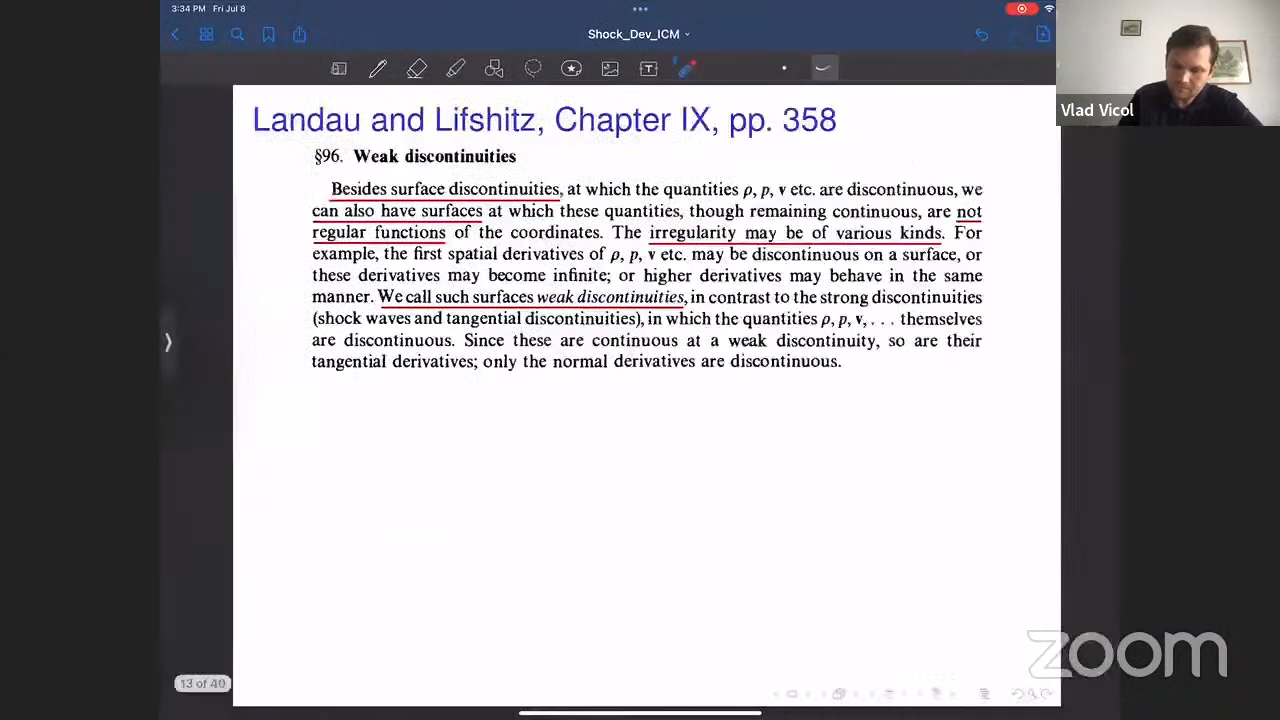 3:34 PM Fri Jul 8
Shock_Dev_ICM
Vlad Vicol
Landau and Lifshitz, Chapter IX, pp. 358
§96. Weak discontinuities
Besides surface discontinuities, at which the quantities ρ, p, v etc. are discontinuous, we
can also have surfaces at which these quantities, though remaining continuous, are not
regular functions of the coordinates. The irregularity may be of various kinds. For
example, the first spatial derivatives of ρ, p, v etc. may be discontinuous on a surface, or
these derivatives may become infinite; or higher derivatives may behave in the same
manner. We call such surfaces weak discontinuities, in contrast to the strong discontinuities
(shock waves and tangential discontinuities), in which the quantities ρ, p, v, . . . themselves
are discontinuous. Since these are continuous at a weak discontinuity, so are their
tangential derivatives; only the normal derivatives are discontinuous.
13 of 40
zoom